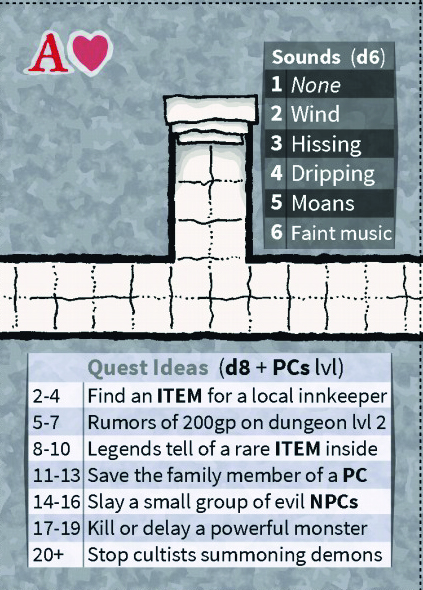 A♥
Sounds (d6)
1 None
2 Wind
3 Hissing
4 Dripping
5 Moans
6 Faint music
Quest Ideas (d8 + PCs lvl)
2-4 Find an ITEM for a local innkeeper
5-7 Rumors of 200gp on dungeon lvl 2
8-10 Legends tell of a rare ITEM inside
11-13 Save the family member of a PC
14-16 Slay a small group of evil NPCs
17-19 Kill or delay a powerful monster
20+ Stop cultists summoning demons